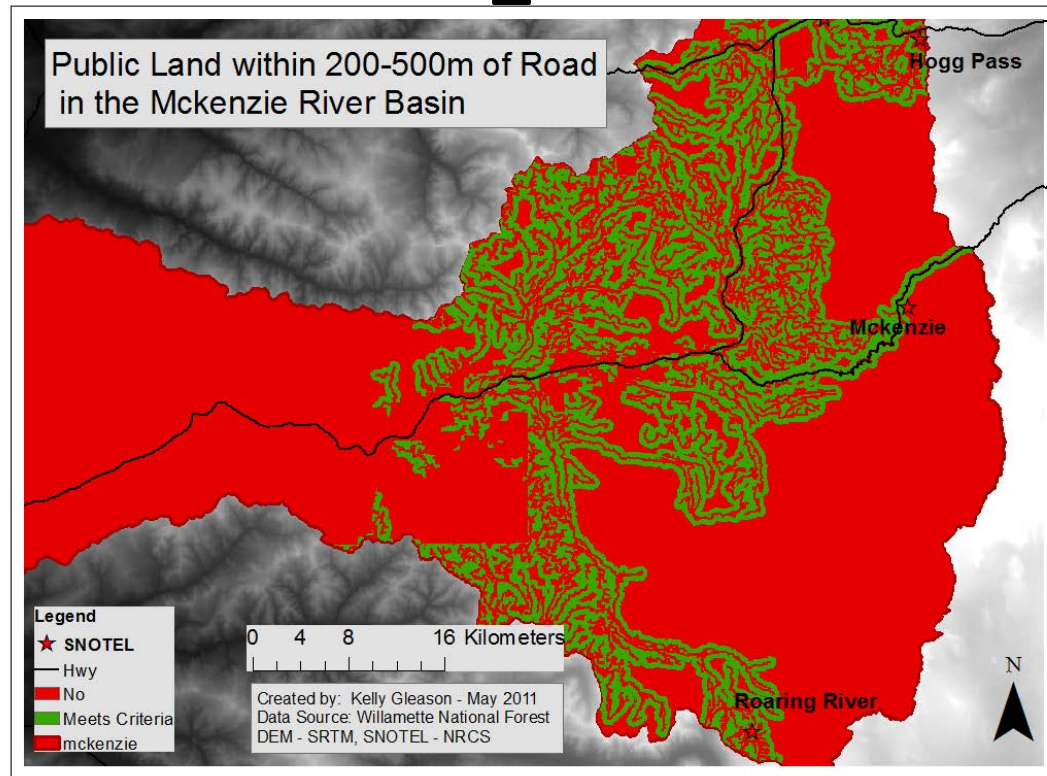 Public Land within 200-500m of Road
in the Mckenzie River Basin
Hogg Pass
Mckenzie
Roaring River
Legend
SNOTEL
Hwy
No
Meets Criteria
mckenzie
0 4 8 16 Kilometers
Created by: Kelly Gleason - May 2011
Data Source: Willamette National Forest
DEM - SRTM, SNOTEL - NRCS
N